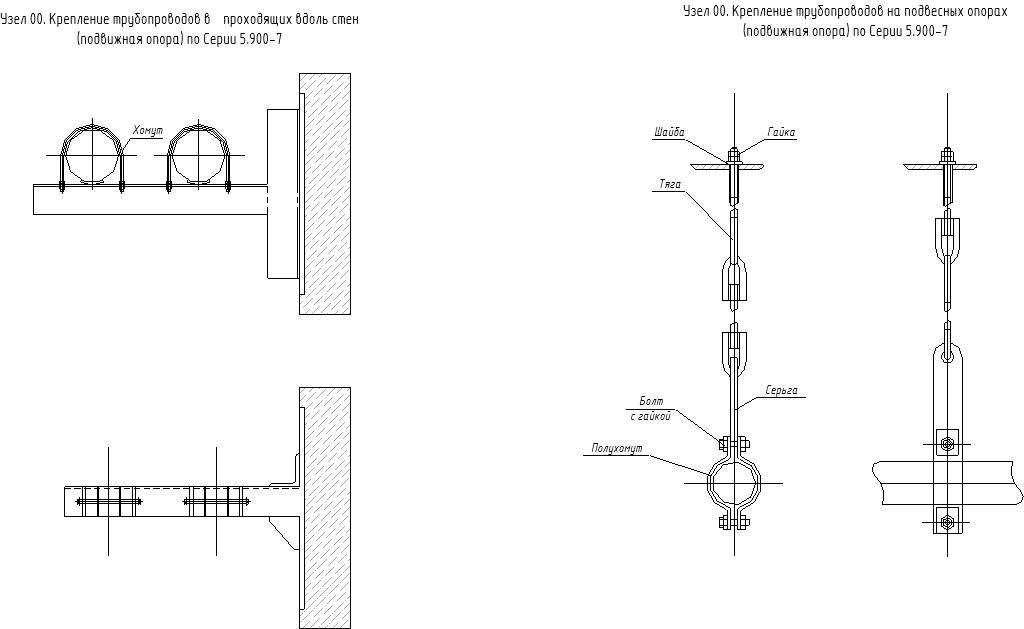 Узел 00. Крепление трубопроводов в проходящих вдоль стен
(подвижная опора) по Серии 5.900-7
Хомут
Узел 00. Крепление трубопроводов на подвесных опорах
(подвижная опора) по Серии 5.900-7
Шайба
Гайка
Тяга
Серьга
Болт
с гайкой
Полухомут